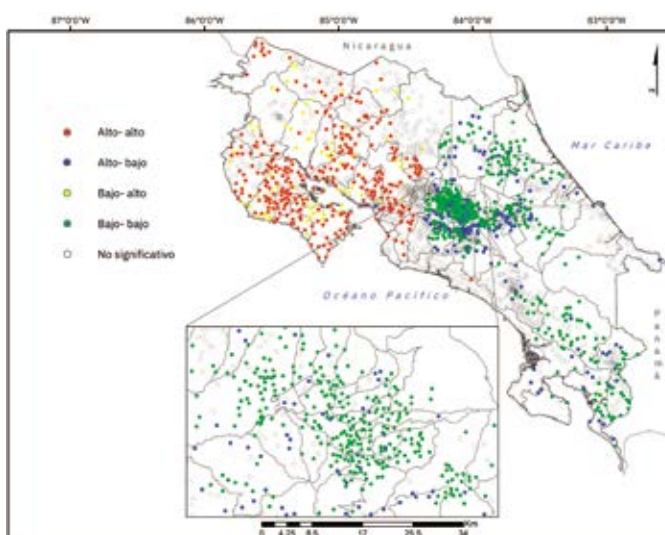 87°0'0"W 86°0'0"W 85°0'0"W 84°0'0"W 83°0'0"W
Nicaragua
Alto- alto
Alto- bajo
Bajo- alto
Bajo- bajo
No significativo
Mar Caribe
Océano Pacífico
Panamá
Km
0 4.25 8.5 17 25.5 34